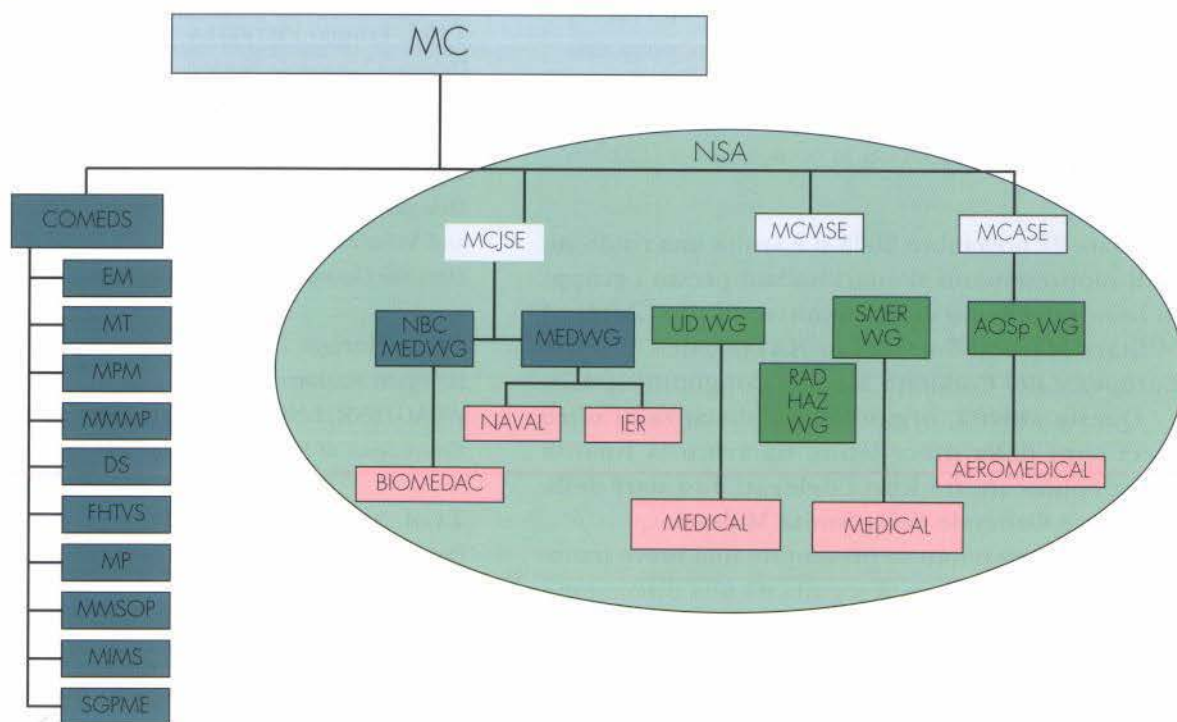 MC
NSA
COMEDS
EM
MT
MPM
MWMP
DS
FHTVS
MP
MMSOP
MIMS
SGPME
MCJSE
MCMSE
MCASE
NBC
MEDWG
MEDWG
UD WG
SMER
WG
AOSp WG
RAD
HAZ
WG
NAVAL
IER
BIOMEDAC
MEDICAL
MEDICAL
AEROMEDICAL